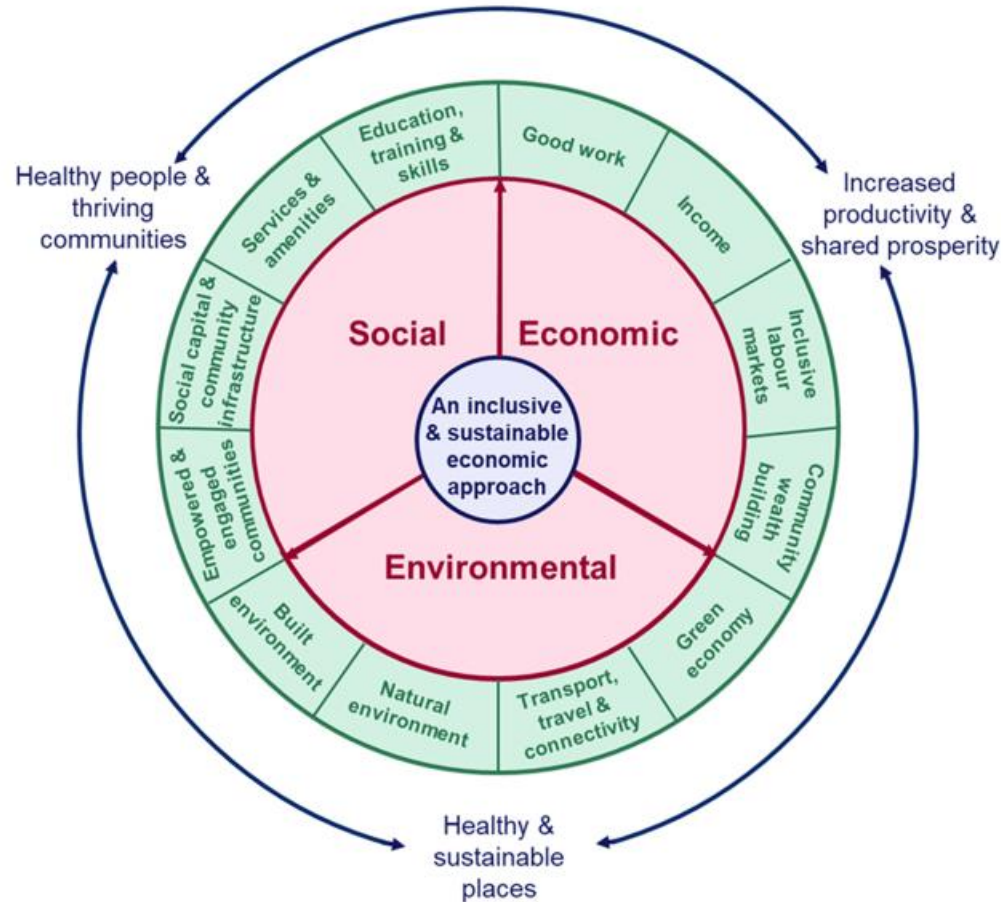 Healthy people &
thriving
communities
Increased
productivity &
shared prosperity
Healthy &
sustainable
places
Education,
training &
skills
Good work
Income
Inclusive
labour
markets
Community
wealth
building
Green
economy
Transport,
travel &
connectivity
Natural
environment
Built
environment
Empowered &
engaged
communities
Social capital &
community
infrastructure
Services &
amenities
Social
Economic
Environmental
An inclusive
& sustainable
economic
approach